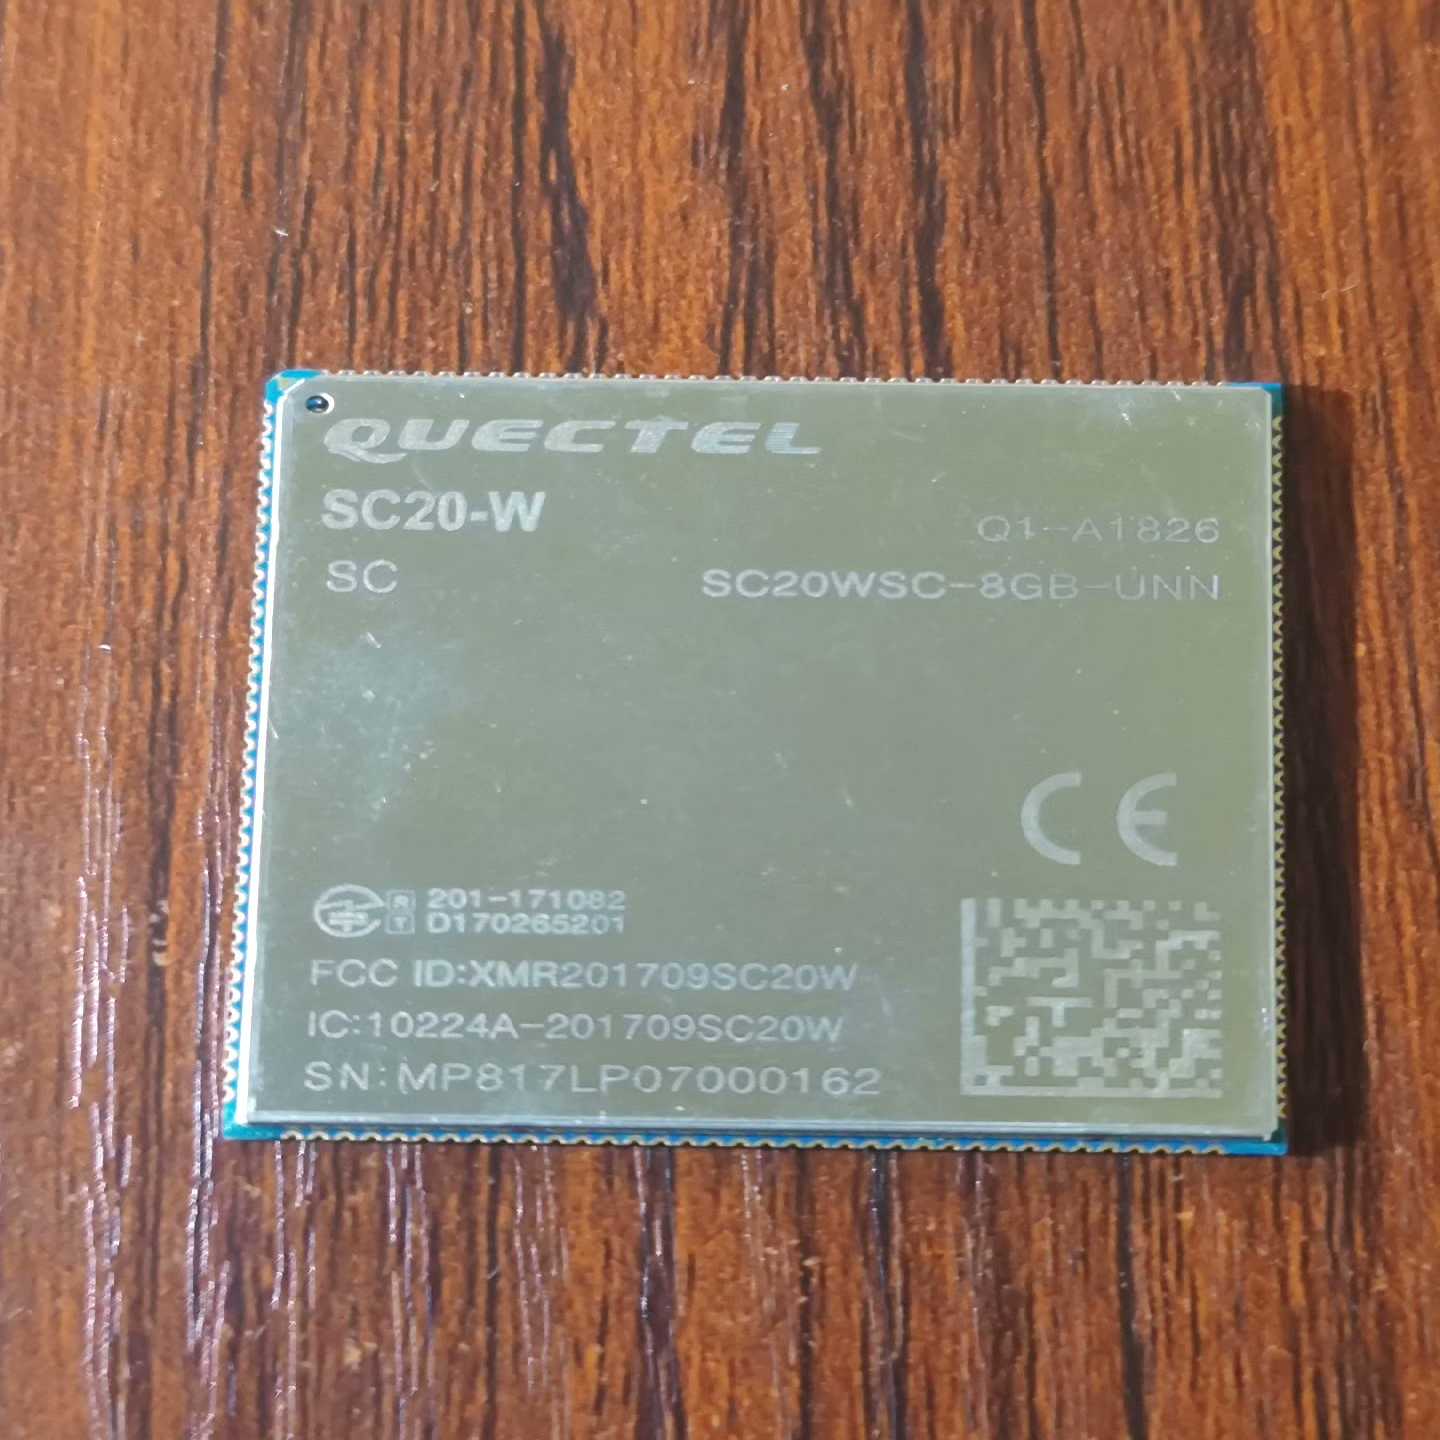 QUECTEL
SC20-W
Q1-A1826
SC
SC20WSC-8GB-UNN
CE
R 201-171082
T D170265201
FCC ID:XMR201709SC20W
IC:10224A-201709SC20W
SN:MP817LP07000162